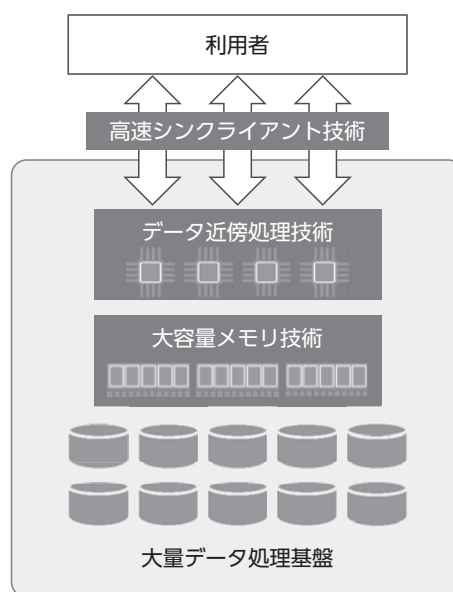 利用者
高速シンクライアント技術
データ近傍処理技術
大容量メモリ技術
大量データ処理基盤